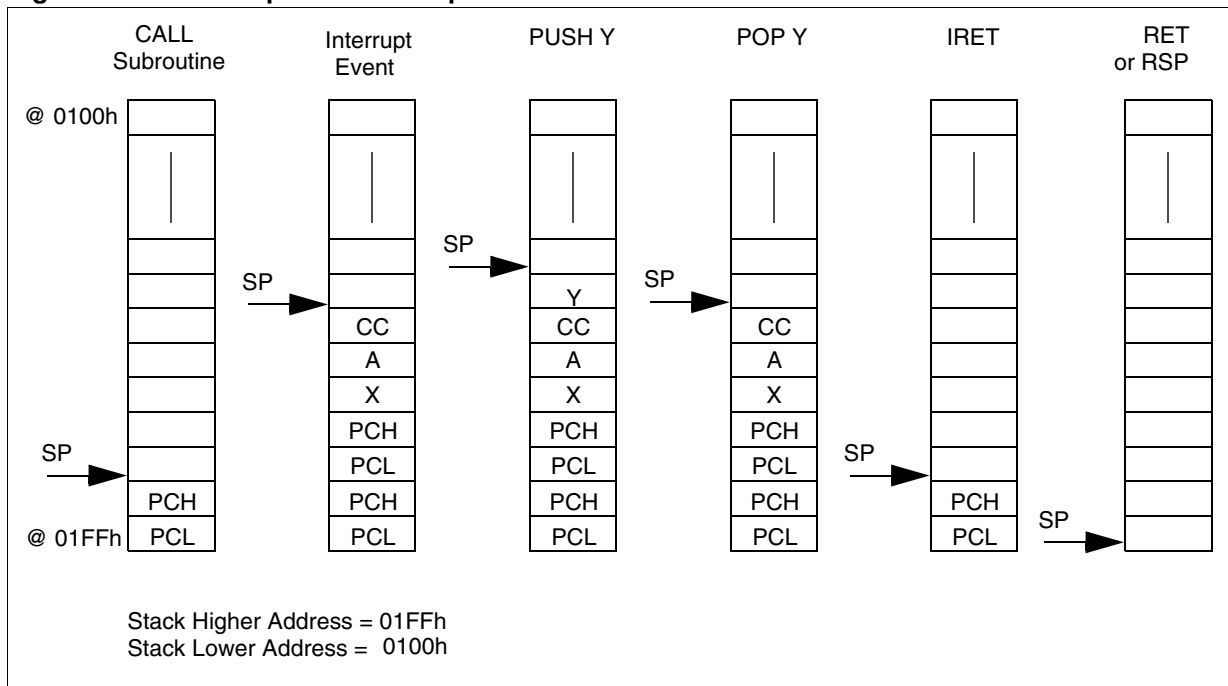 CALL
Subroutine
Interrupt
Event
PUSH Y
POP Y
IRET
RET
or RSP
@ 0100h
SP
SP
SP
Y
CC
CC
CC
A
A
A
X
X
X
PCH
PCH
PCH
SP
SP
PCL
PCL
PCL
PCH
PCH
PCH
PCH
PCH
SP
@ 01FFh
PCL
PCL
PCL
PCL
PCL
Stack Higher Address = 01FFh
Stack Lower Address = 0100h